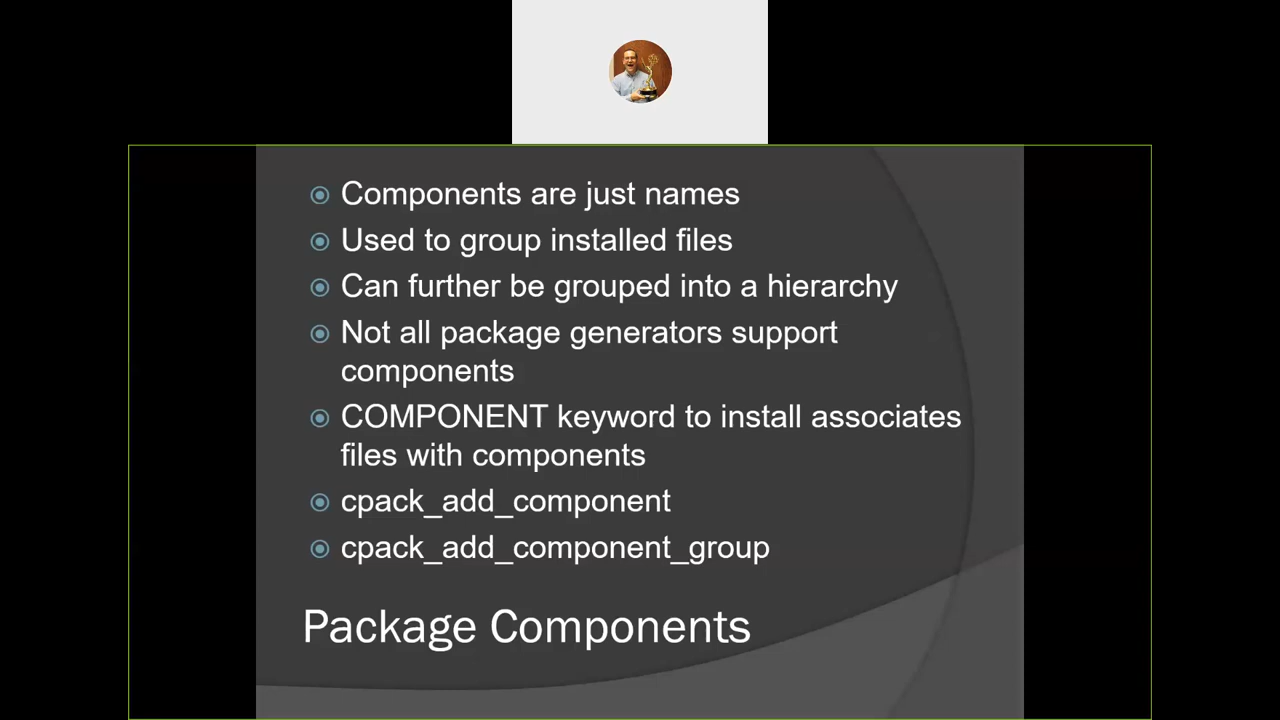 Components are just names
Used to group installed files
Can further be grouped into a hierarchy
Not all package generators support
components
COMPONENT keyword to install associates
files with components
cpack_add_component
cpack_add_component_group
Package Components